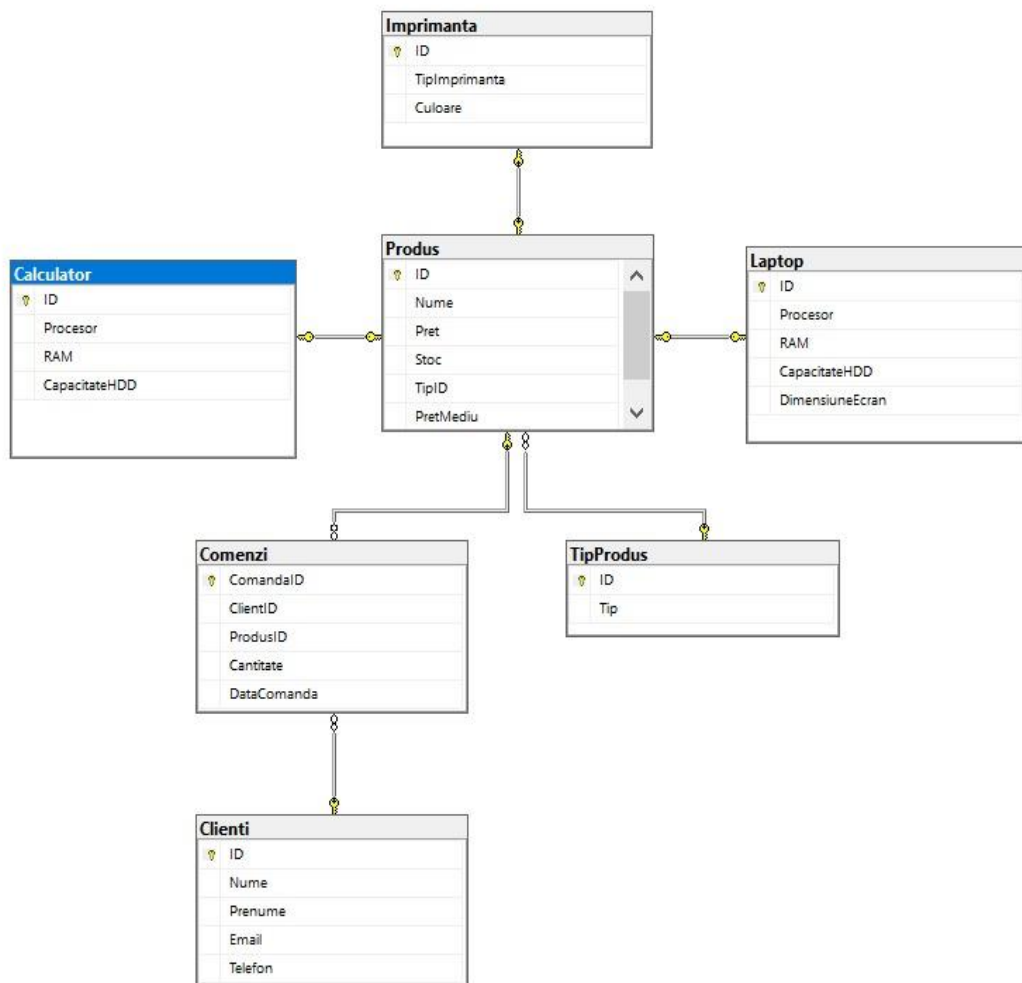 Imprimanta
ID
TipImprimanta
Culoare
Calculator
ID
Procesor
RAM
CapacitateHDD
Produs
ID
Nume
Pret
Stoc
TipID
PretMediu
Laptop
ID
Procesor
RAM
CapacitateHDD
DimensiuneEcran
Comenzi
ComandaID
ClientID
ProdusID
Cantitate
DataComanda
TipProdus
ID
Tip
Clienti
ID
Nume
Prenume
Email
Telefon